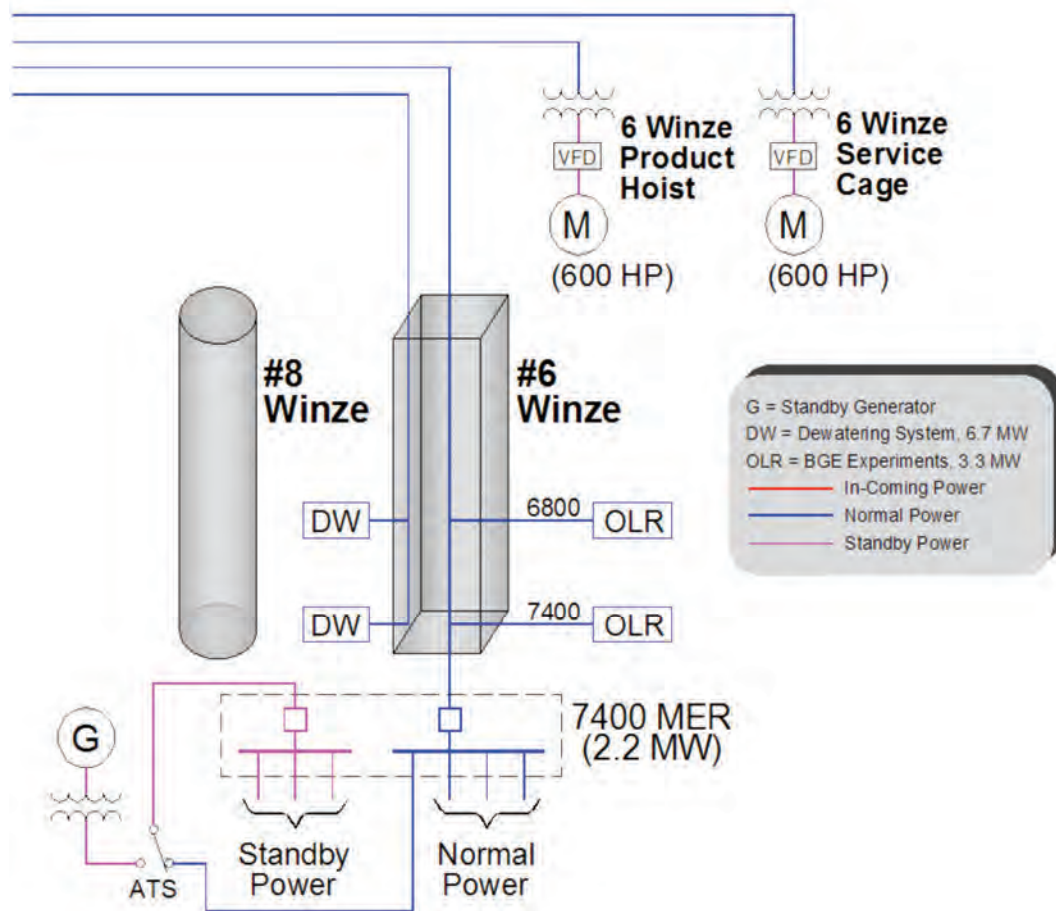 6 Winze
Product
Hoist
VFD
M
(600 HP)
6 Winze
Service
Cage
VFD
M
(600 HP)
#8
Winze
#6
Winze
G = Standby Generator
DW = Dewatering System, 6.7 MW
OLR = BGE Experiments, 3.3 MW
In-Coming Power
Normal Power
Standby Power
DW
6800
OLR
DW
7400
OLR
7400 MER
(2.2 MW)
G
ATS
Standby
Power
Normal
Power